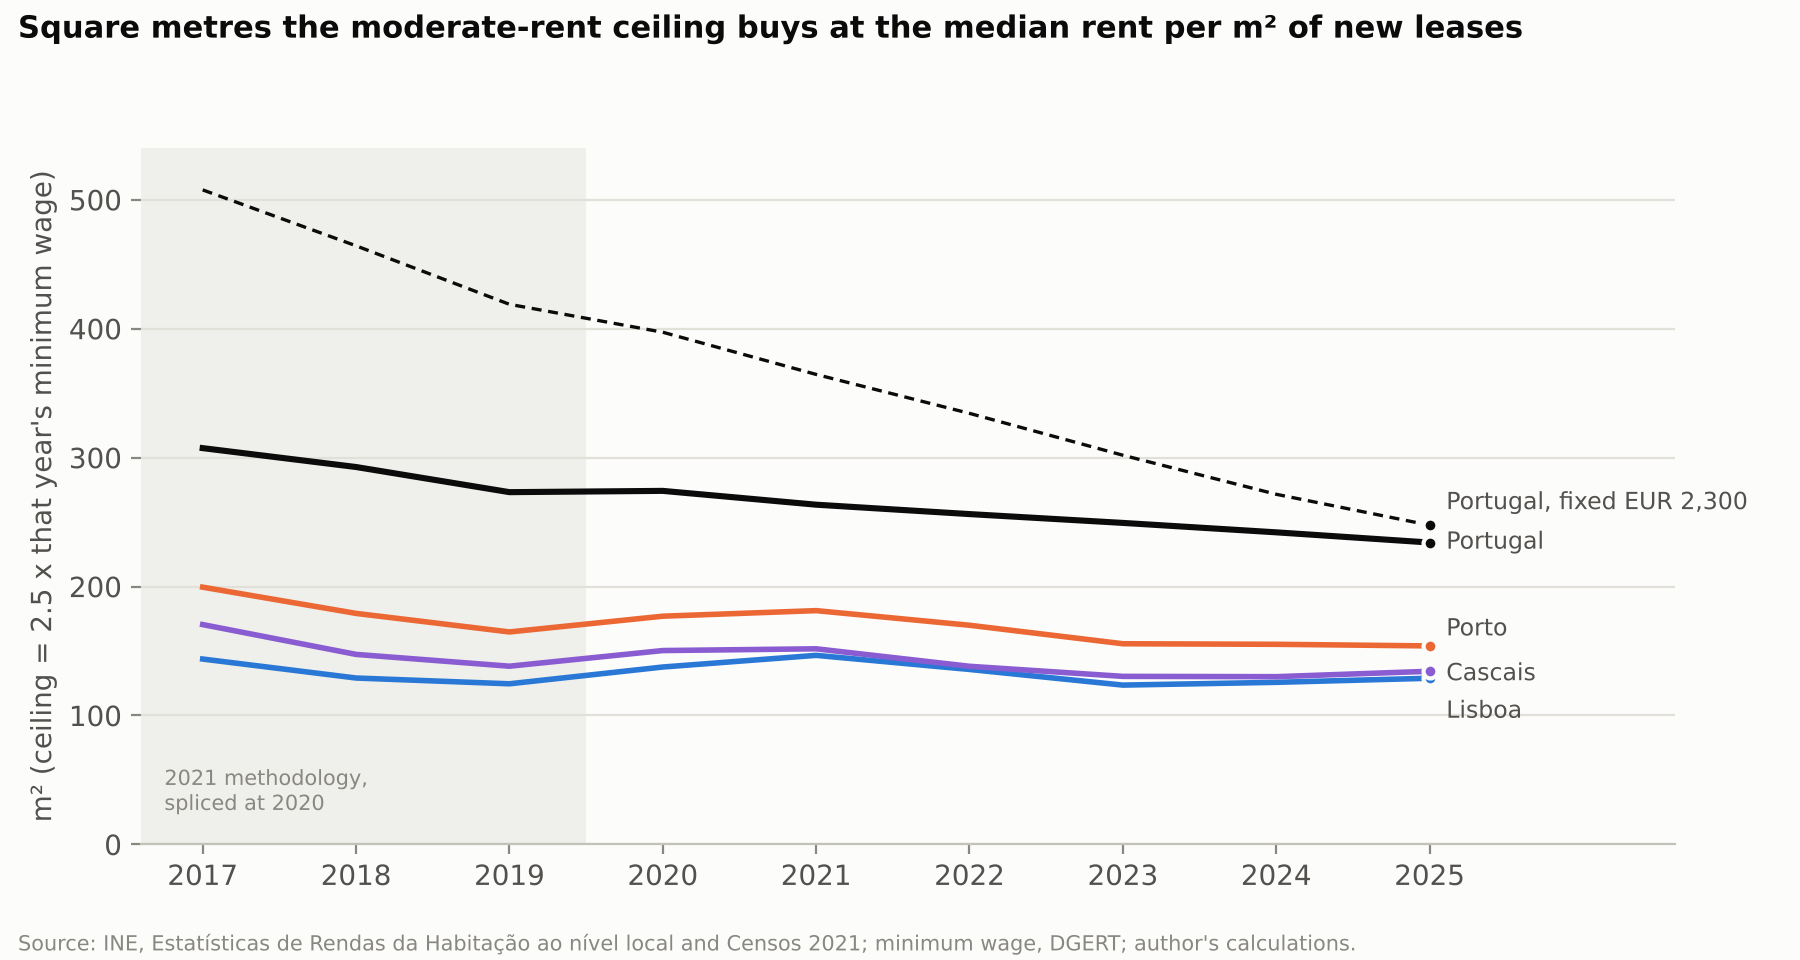 Square metres the moderate-rent ceiling buys at the median rent per m² of new leases
m² (ceiling = 2.5 x that year's minimum wage)
500
400
300
200
100
0
Portugal, fixed EUR 2,300
Portugal
Porto
Cascais
Lisboa
2021 methodology,
spliced at 2020
2017 2018 2019 2020 2021 2022 2023 2024 2025
Source: INE, Estatísticas de Rendas da Habitação ao nível local and Censos 2021; minimum wage, DGERT; author's calculations.